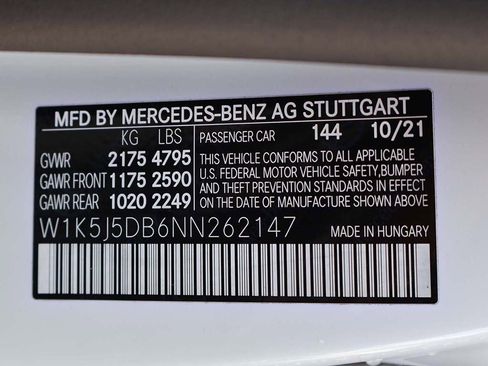 MFD BY MERCEDES-BENZ AG STUTTGART
KG LBS PASSENGER CAR 144 10/21
GVWR 2175 4795
GAWR FRONT 1175 2590
GAWR REAR 1020 2249
THIS VEHICLE CONFORMS TO ALL APPLICABLE
U.S. FEDERAL MOTOR VEHICLE SAFETY, BUMPER
AND THEFT PREVENTION STANDARDS IN EFFECT
ON THE DATE OF MANUFACTURE SHOWN ABOVE.
W1K5J5DB6NN262147 MADE IN HUNGARY